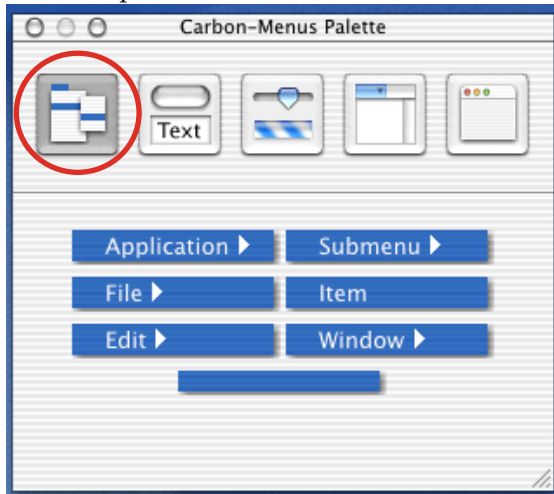 Carbon-Menus Palette
Text
Application Submenu
File Item
Edit Window